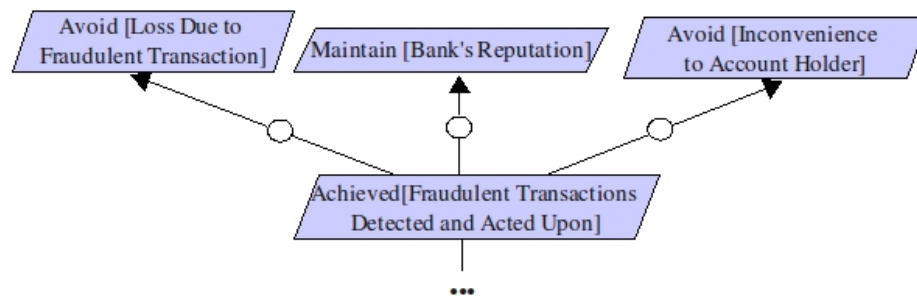 Avoid [Loss Due to
Fraudulent Transaction]
Maintain [Bank's Reputation]
Avoid [Inconvenience
to Account Holder]
Achieved[Fraudulent Transactions
Detected and Acted Upon]
...